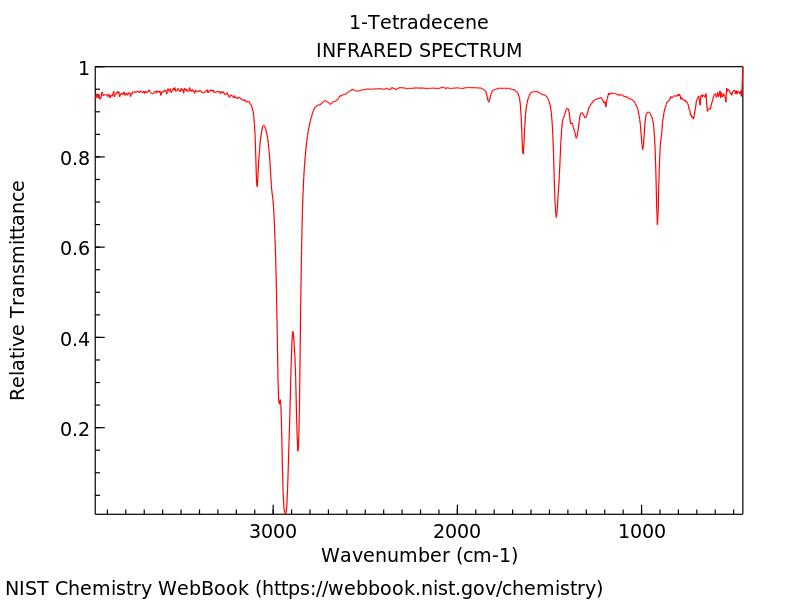 1-Tetradecene
INFRARED SPECTRUM
1
0.8
0.6
0.4
0.2
Relative Transmittance
3000 2000 1000
Wavenumber (cm-1)
NIST Chemistry WebBook (https://webbook.nist.gov/chemistry)